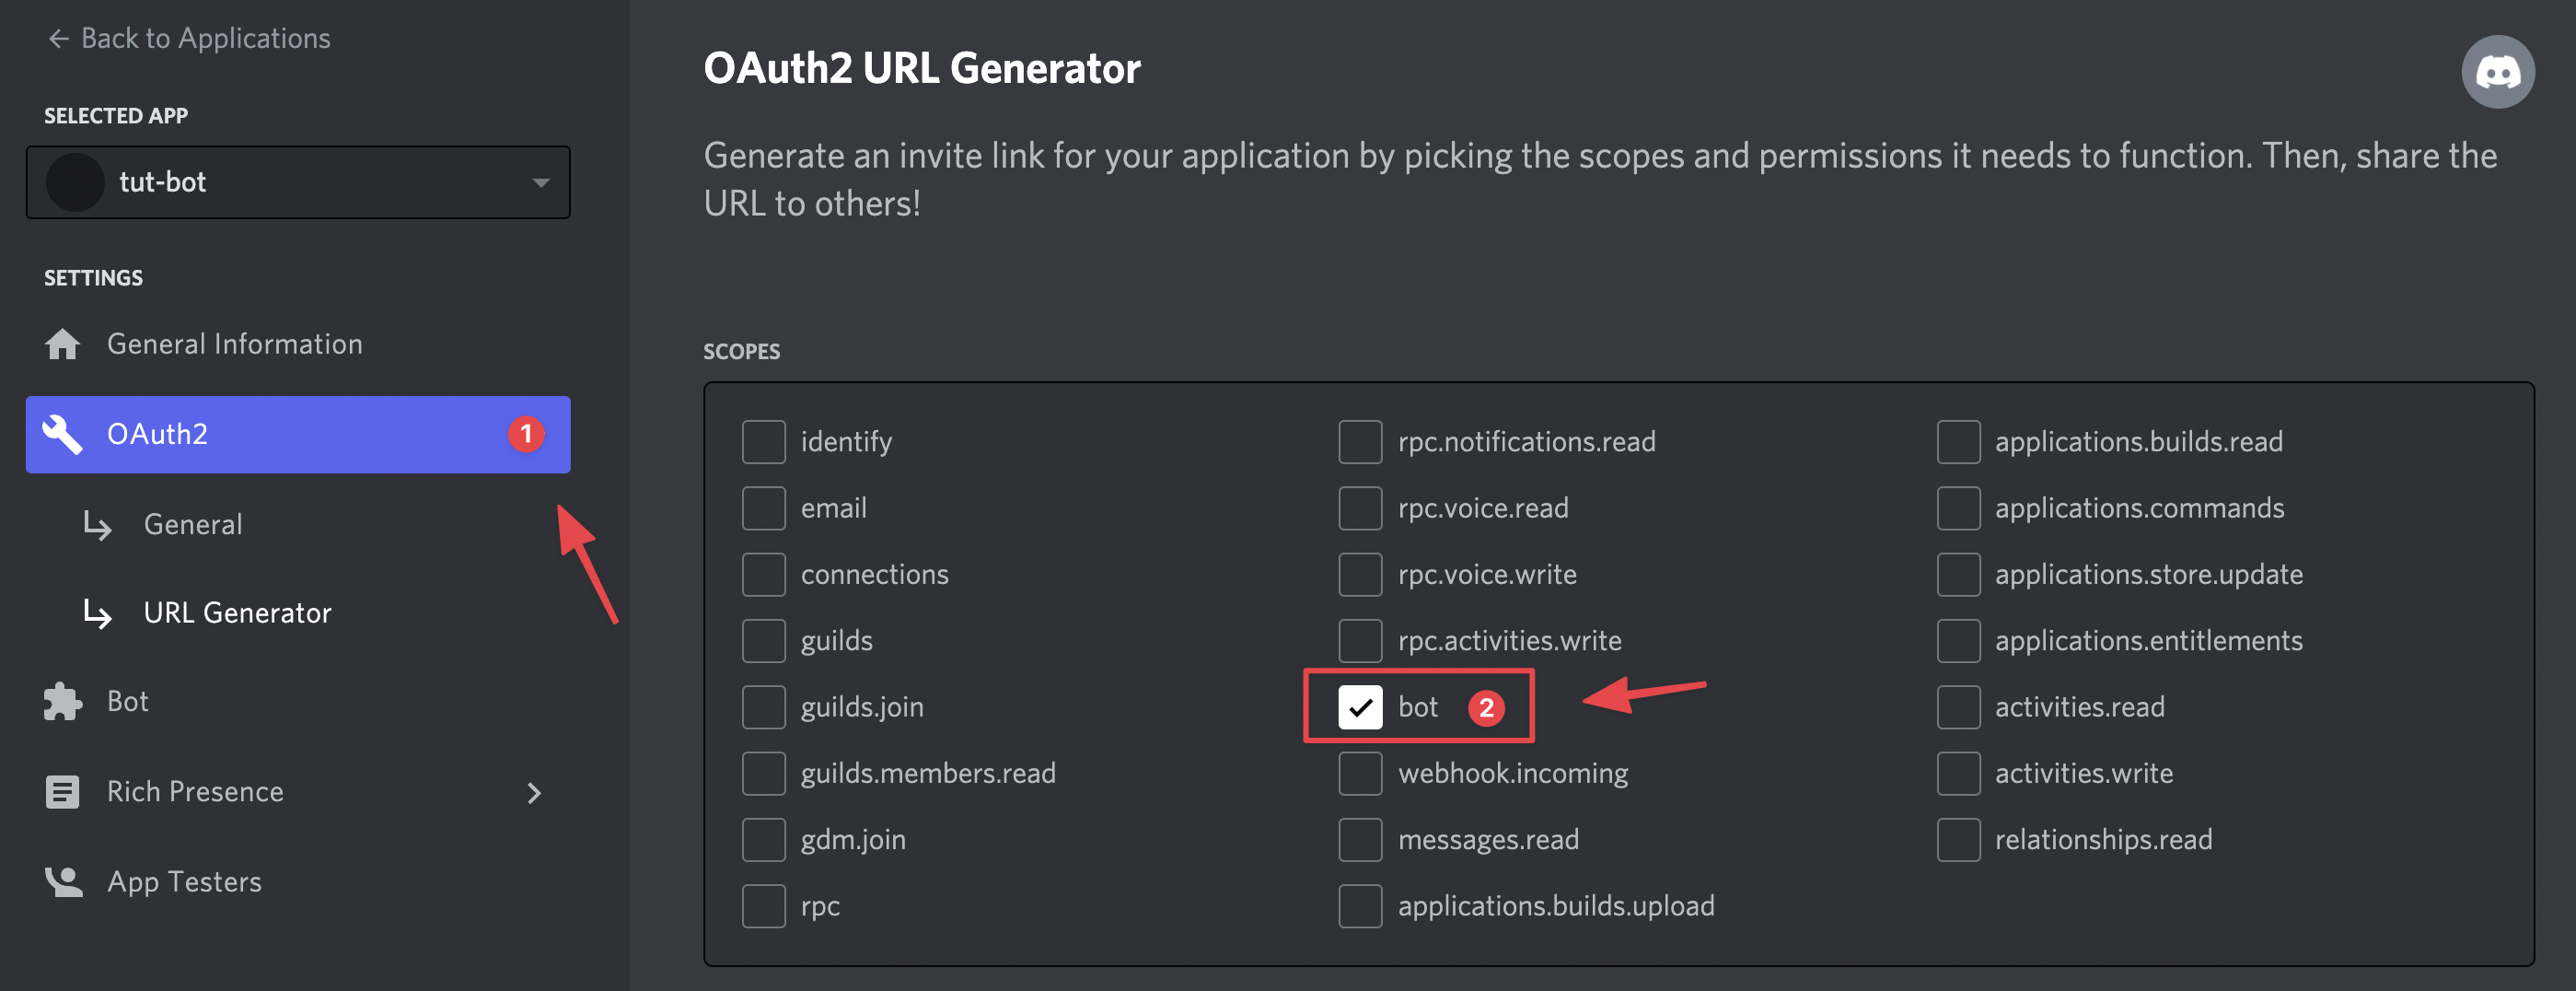 ← Back to Applications
SELECTED APP
tut-bot
SETTINGS
General Information
OAuth2 1
General
URL Generator
Bot
Rich Presence
App Testers
OAuth2 URL Generator
Generate an invite link for your application by picking the scopes and permissions it needs to function. Then, share the
URL to others!
SCOPES
identify
email
connections
guilds
guilds.join
guilds.members.read
gdm.join
rpc
rpc.notifications.read
rpc.voice.read
rpc.voice.write
rpc.activities.write
bot 2
webhook.incoming
messages.read
applications.builds.upload
applications.builds.read
applications.commands
applications.store.update
applications.entitlements
activities.read
activities.write
relationships.read